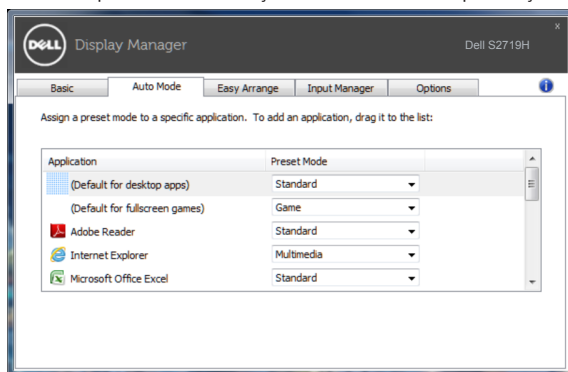 DELL
Display Manager
Dell S2719H
x
Basic
Auto Mode
Easy Arrange
Input Manager
Options
i
Assign a preset mode to a specific application. To add an application, drag it to the list:
Application Preset Mode
(Default for desktop apps) Standard
(Default for fullscreen games) Game
Adobe Reader Standard
Internet Explorer Multimedia
Microsoft Office Excel Standard